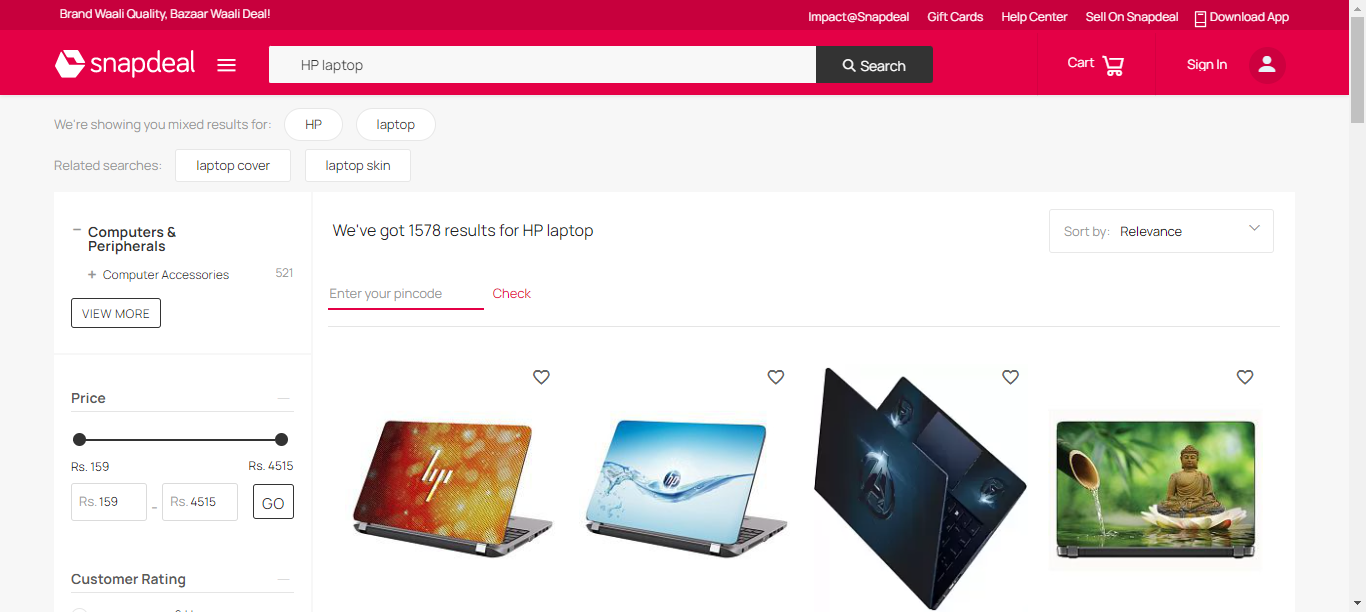 Brand Waali Quality, Bazaar Waali Deal!
Impact@Snapdeal Gift Cards Help Center Sell On Snapdeal Download App
snapdeal HP laptop Search Cart Sign In
We're showing you mixed results for: HP laptop
Related searches: laptop cover laptop skin
Computers &
Peripherals
+ Computer Accessories 521
VIEW MORE
We've got 1578 results for HP laptop
Sort by: Relevance
Enter your pincode Check
Price
Rs. 159 Rs. 4515
Rs. 159 - Rs. 4515 GO
Customer Rating
hp
hp